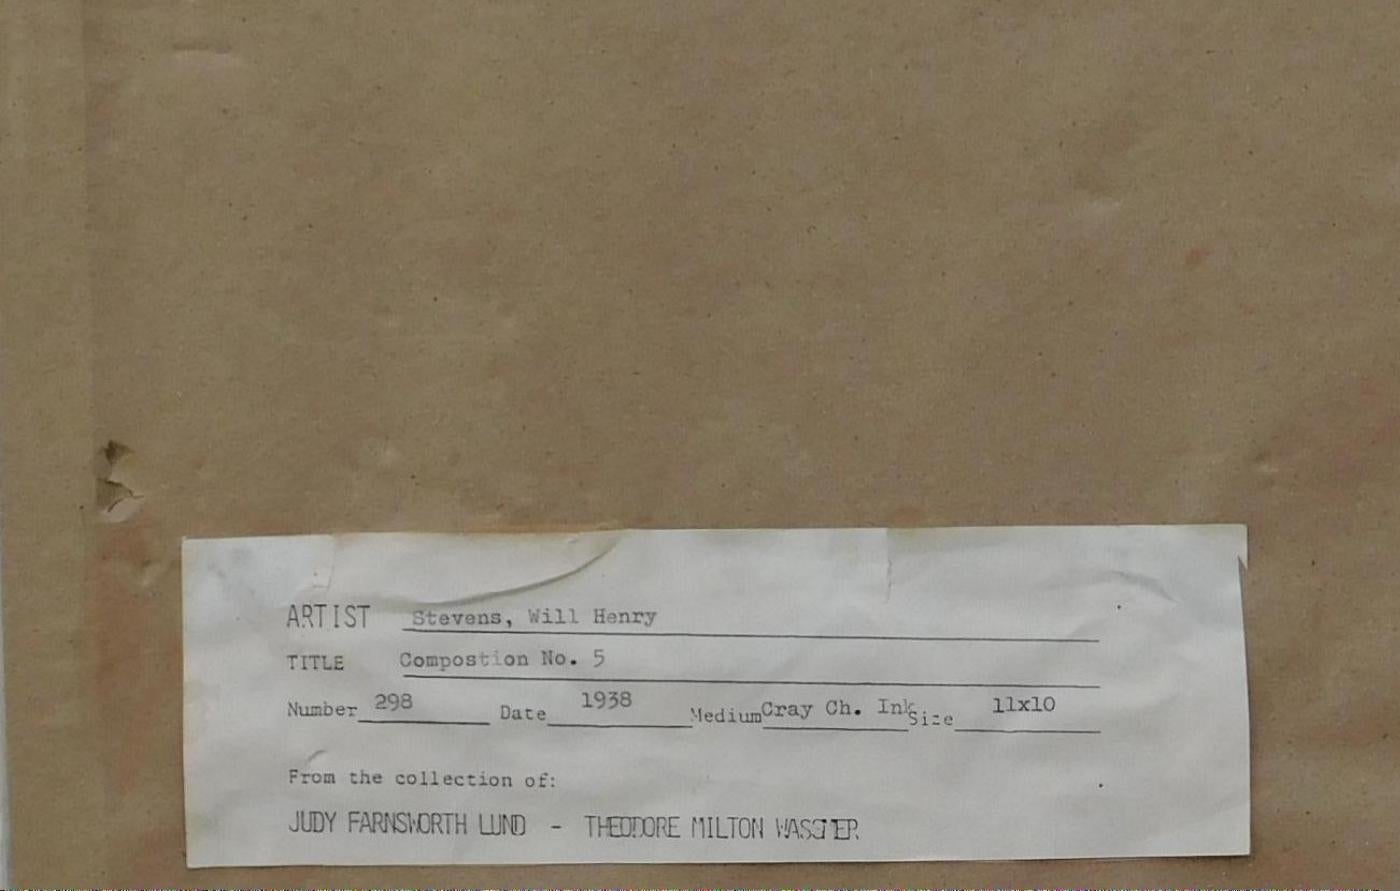 ARTIST Stevens, Will Henry
TITLE Compostion No. 5
Number 298 Date 1938 Medium Cray Ch. Ink Size 11x10
From the collection of:
JUDY FARNSWORTH LUND - THEODORE MILTON WASSMER